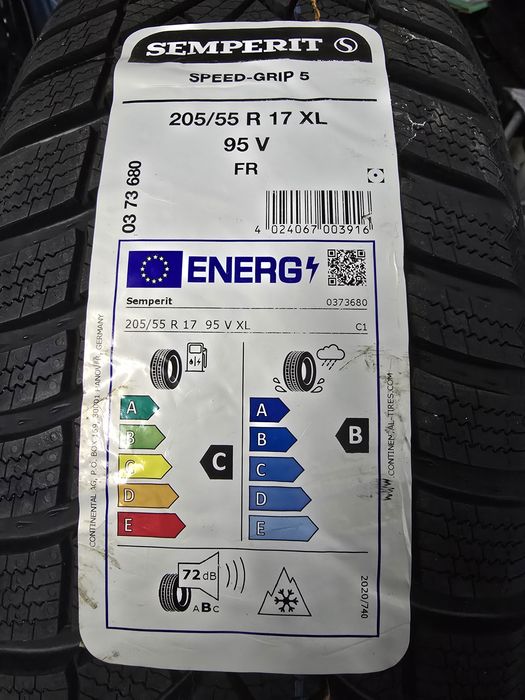 SEMPERIT
SPEED-GRIP 5
205/55 R 17 XL
95 V
FR
03 73 680
4 024067 003916
ENERG
Semperit 0373680
205/55 R 17 95 V XL C1
A
B
C
D
E
C
A
B
C
D
E
B
72 dB
ABC
2020/740
CONTINENTAL AG, P.O. BOX 169, 30001 HANOVER, GERMANY
WWW.CONTINENTAL-TIRES.COM